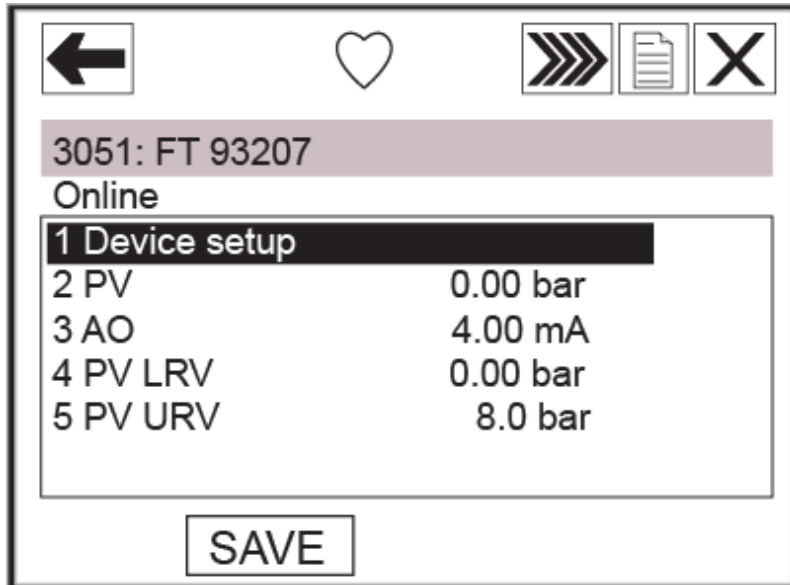 3051: FT 93207
Online
1 Device setup
2 PV 0.00 bar
3 AO 4.00 mA
4 PV LRV 0.00 bar
5 PV URV 8.0 bar
SAVE